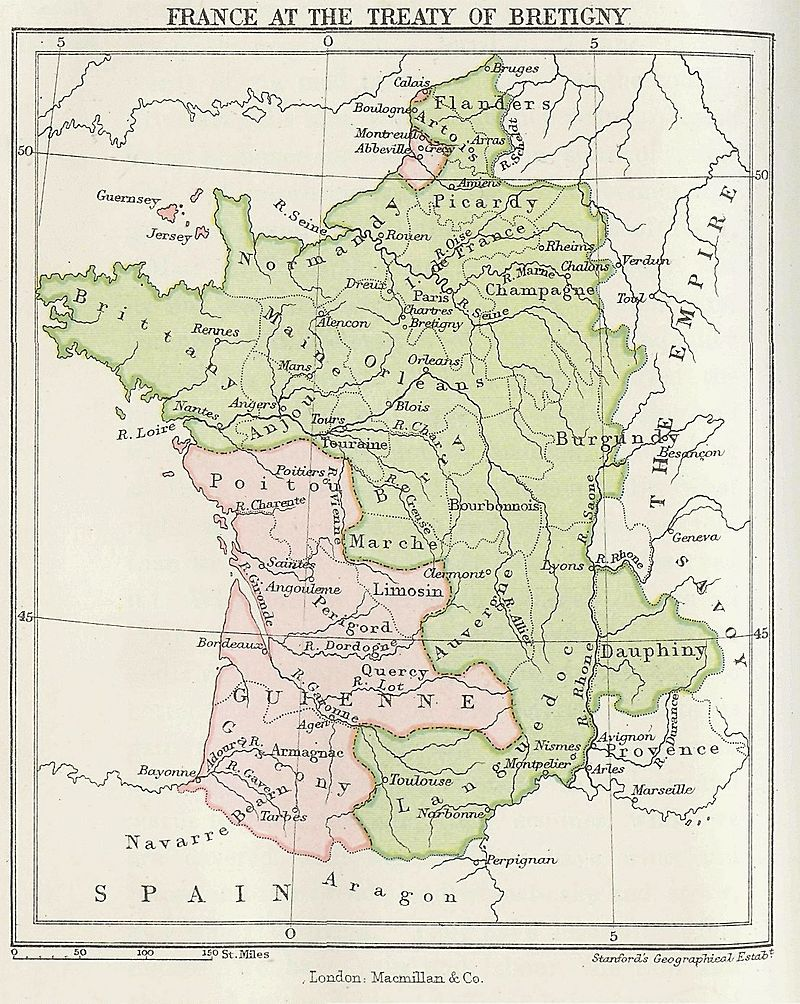 FRANCE AT THE TREATY OF BRETIGNY
5
0
5
Bruges
Calais
Flanders
Boulogne
Artois
Montreuil
Crecy
Arras
R. Scheldt
Abbeville
50
50
Amiens
Guernsey
Picardy
Jersey
R. Seine
Rouen
R. Oise
Normandy
I. de France
Rheims
Verdun
R. Marne
Chalons
Dreux
Paris
Champagne
Toul
Chartres
R. Seine
Brittany
Alencon
Bretigny
Rennes
Maine
THE EMPIRE
Mans
Orleans
Orleans
Nantes
Angers
Blois
R. Loire
Anjou
Tours
R. Cher
Burgundy
Touraine
Besançon
Poitiers
Poitou
R. Vienne
B
y
R. Creuse
Bourbonnois
R. Saone
R. Charente
Marche
Geneva
Saintes
Clermont
Lyons
R. Rhone
SAVOY
Angouleme
Limosin
R. Gironde
Perigord
Auvergne
R. Allier
45
45
Bordeaux
R. Dordogne
Dauphiny
Quercy
R. Lot
R. Rhone
GUIENNE
R. Garonne
Agen
R. Durance
Gascony
Avignon
Adour R.
Armagnac
Nismes
Provence
Bayonne
R. Gave
Toulouse
Montpelier
Arles
Languedoc
Marseille
Bearn
Tarbes
Narbonne
Navarre
Perpignan
SPAIN
Aragon
0
5
0 50 100 150 St. Miles
Stanford's Geographical Estabt.
London: Macmillan & Co.